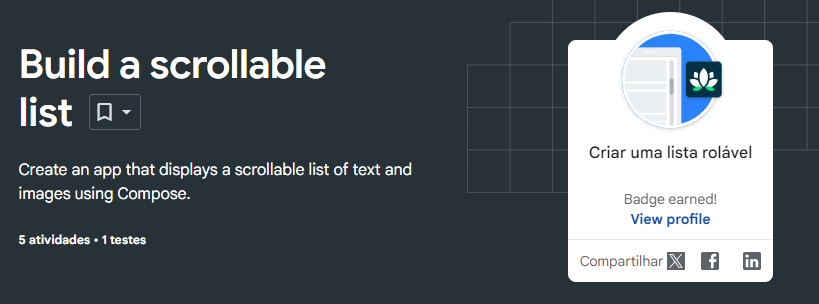 Build a scrollable
list
Create an app that displays a scrollable list of text and
images using Compose.
5 atividades • 1 testes
Criar uma lista rolável
Badge earned!
View profile
Compartilhar